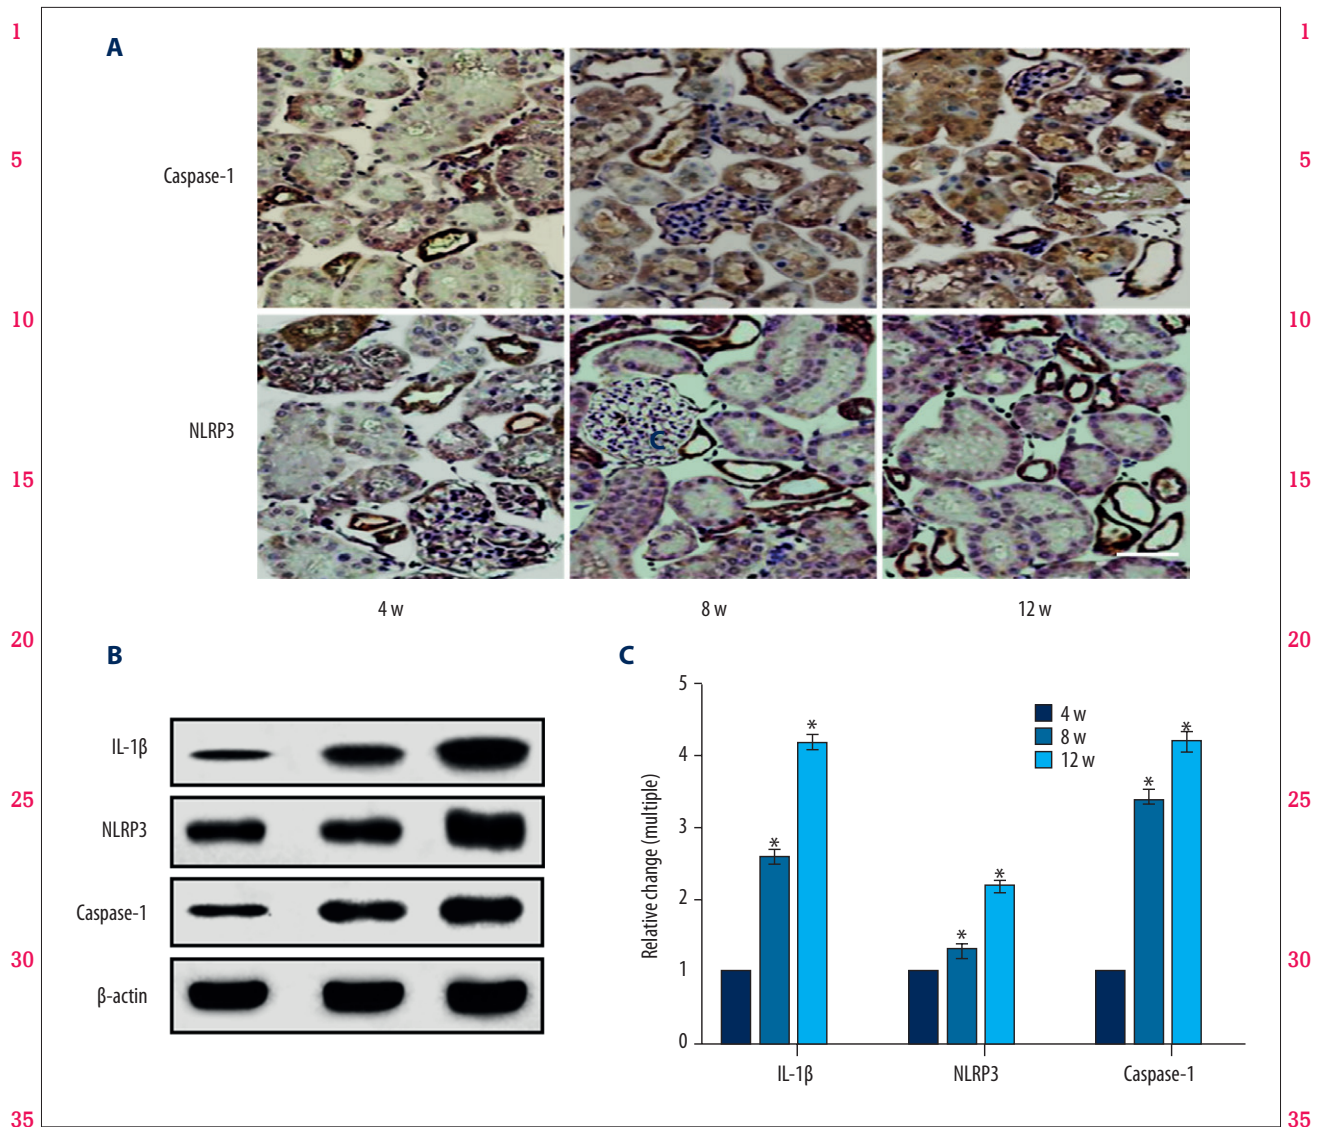 1
1
A
Caspase-1
5
5
10
10
NLRP3
C
15
15
4 w
8 w
12 w
20
20
B
C
IL-1β
NLRP3
Caspase-1
β-actin
25
25
30
30
35
35
Relative change (multiple)
5
4
3
2
1
0
4 w
8 w
12 w
*
*
*
*
*
*
IL-1β
NLRP3
Caspase-1